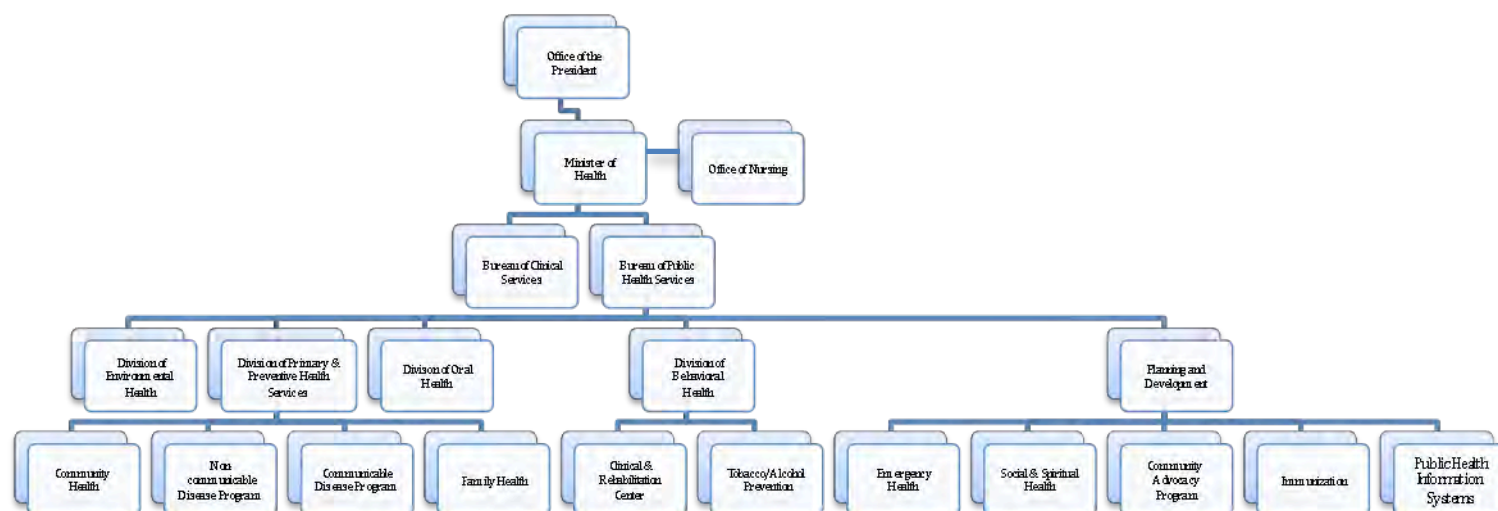 Office of the
President
Minister of
Health
Office of Nursing
Bureau of Clinical
Services
Bureau of Public
Health Services
Division of
Environmental
Health
Division of Primary &
Preventive Health
Services
Divison of Oral
Health
Division of
Behavioral
Health
Planning and
Development
Community
Health
Non
communicable
Disease Program
Communicable
Disease Program
Family Health
Clinical &
Rehabilitation
Center
Tobacco/Alcohol
Prevention
Emergency
Health
Social & Spiritual
Health
Community
Advocacy
Program
Immunization
Public Health
Information
Systems